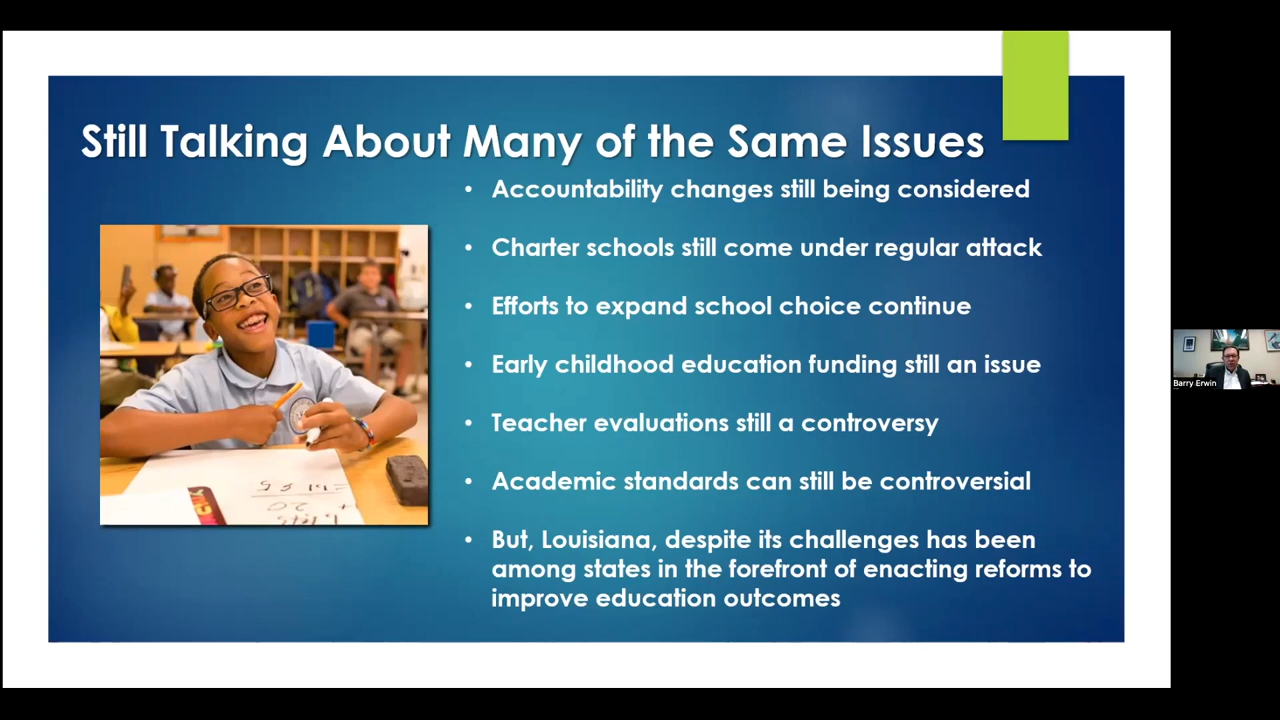 Still Talking About Many of the Same Issues
• Accountability changes still being considered
• Charter schools still come under regular attack
• Efforts to expand school choice continue
• Early childhood education funding still an issue
• Teacher evaluations still a controversy
• Academic standards can still be controversial
• But, Louisiana, despite its challenges has been
among states in the forefront of enacting reforms to
improve education outcomes
Barry Erwin